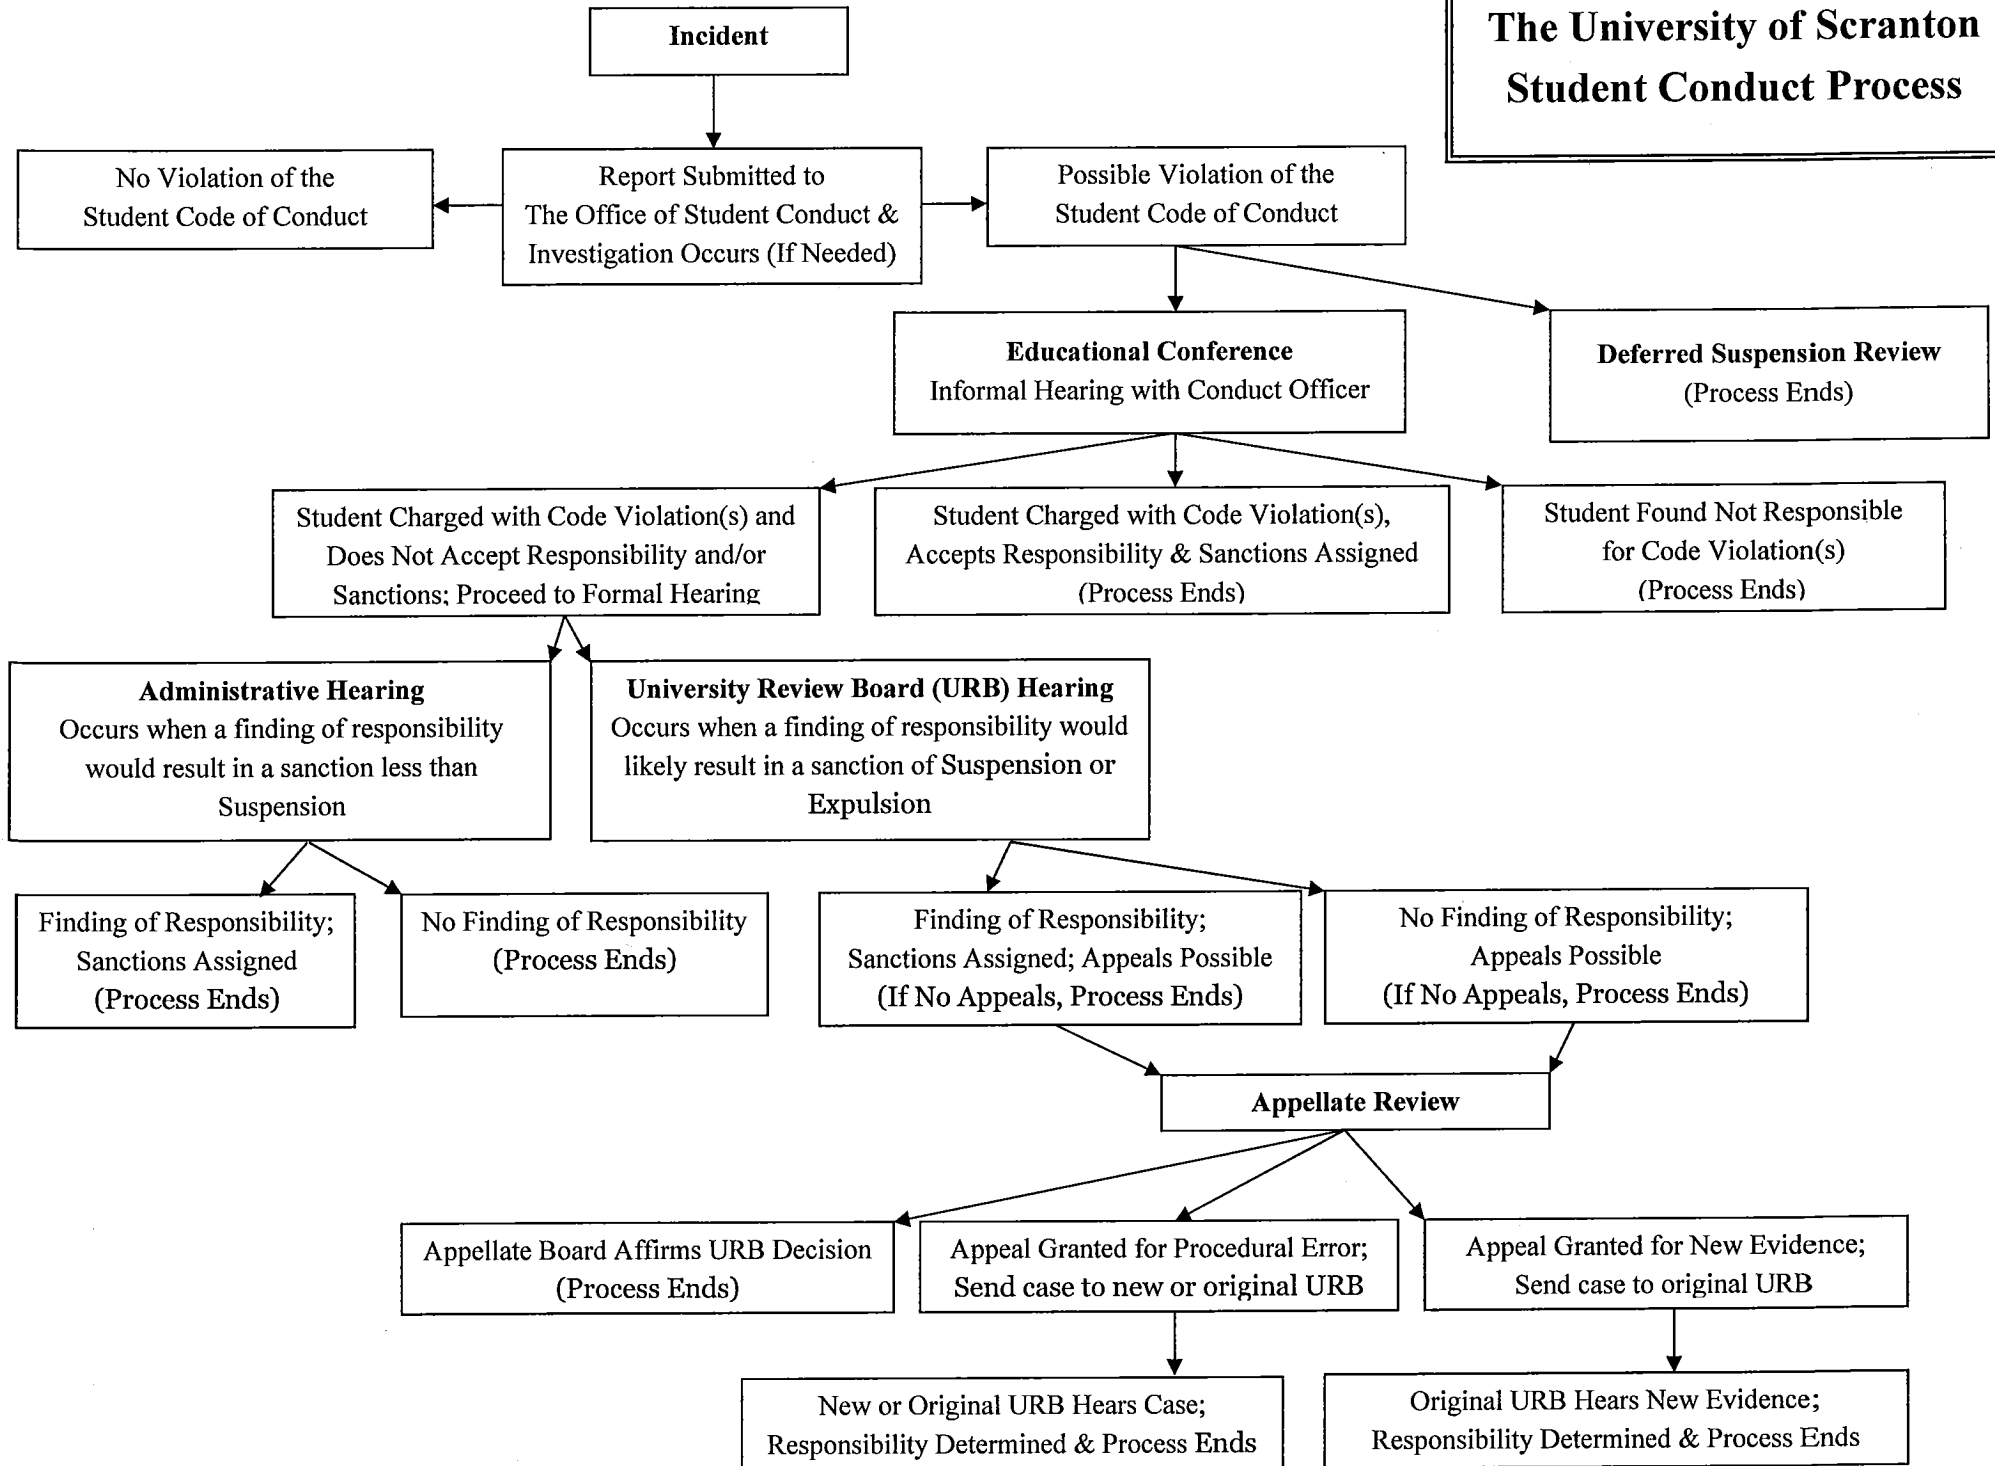 The University of Scranton
Student Conduct Process
Incident
No Violation of the
Student Code of Conduct
Report Submitted to
The Office of Student Conduct &
Investigation Occurs (If Needed)
Possible Violation of the
Student Code of Conduct
Educational Conference
Informal Hearing with Conduct Officer
Deferred Suspension Review
(Process Ends)
Student Charged with Code Violation(s) and
Does Not Accept Responsibility and/or
Sanctions; Proceed to Formal Hearing
Student Charged with Code Violation(s),
Accepts Responsibility & Sanctions Assigned
(Process Ends)
Student Found Not Responsible
for Code Violation(s)
(Process Ends)
Administrative Hearing
Occurs when a finding of responsibility
would result in a sanction less than
Suspension
University Review Board (URB) Hearing
Occurs when a finding of responsibility would
likely result in a sanction of Suspension or
Expulsion
Finding of Responsibility;
Sanctions Assigned
(Process Ends)
No Finding of Responsibility
(Process Ends)
Finding of Responsibility;
Sanctions Assigned; Appeals Possible
(If No Appeals, Process Ends)
No Finding of Responsibility;
Appeals Possible
(If No Appeals, Process Ends)
Appellate Review
Appellate Board Affirms URB Decision
(Process Ends)
Appeal Granted for Procedural Error;
Send case to new or original URB
Appeal Granted for New Evidence;
Send case to original URB
New or Original URB Hears Case;
Responsibility Determined & Process Ends
Original URB Hears New Evidence;
Responsibility Determined & Process Ends